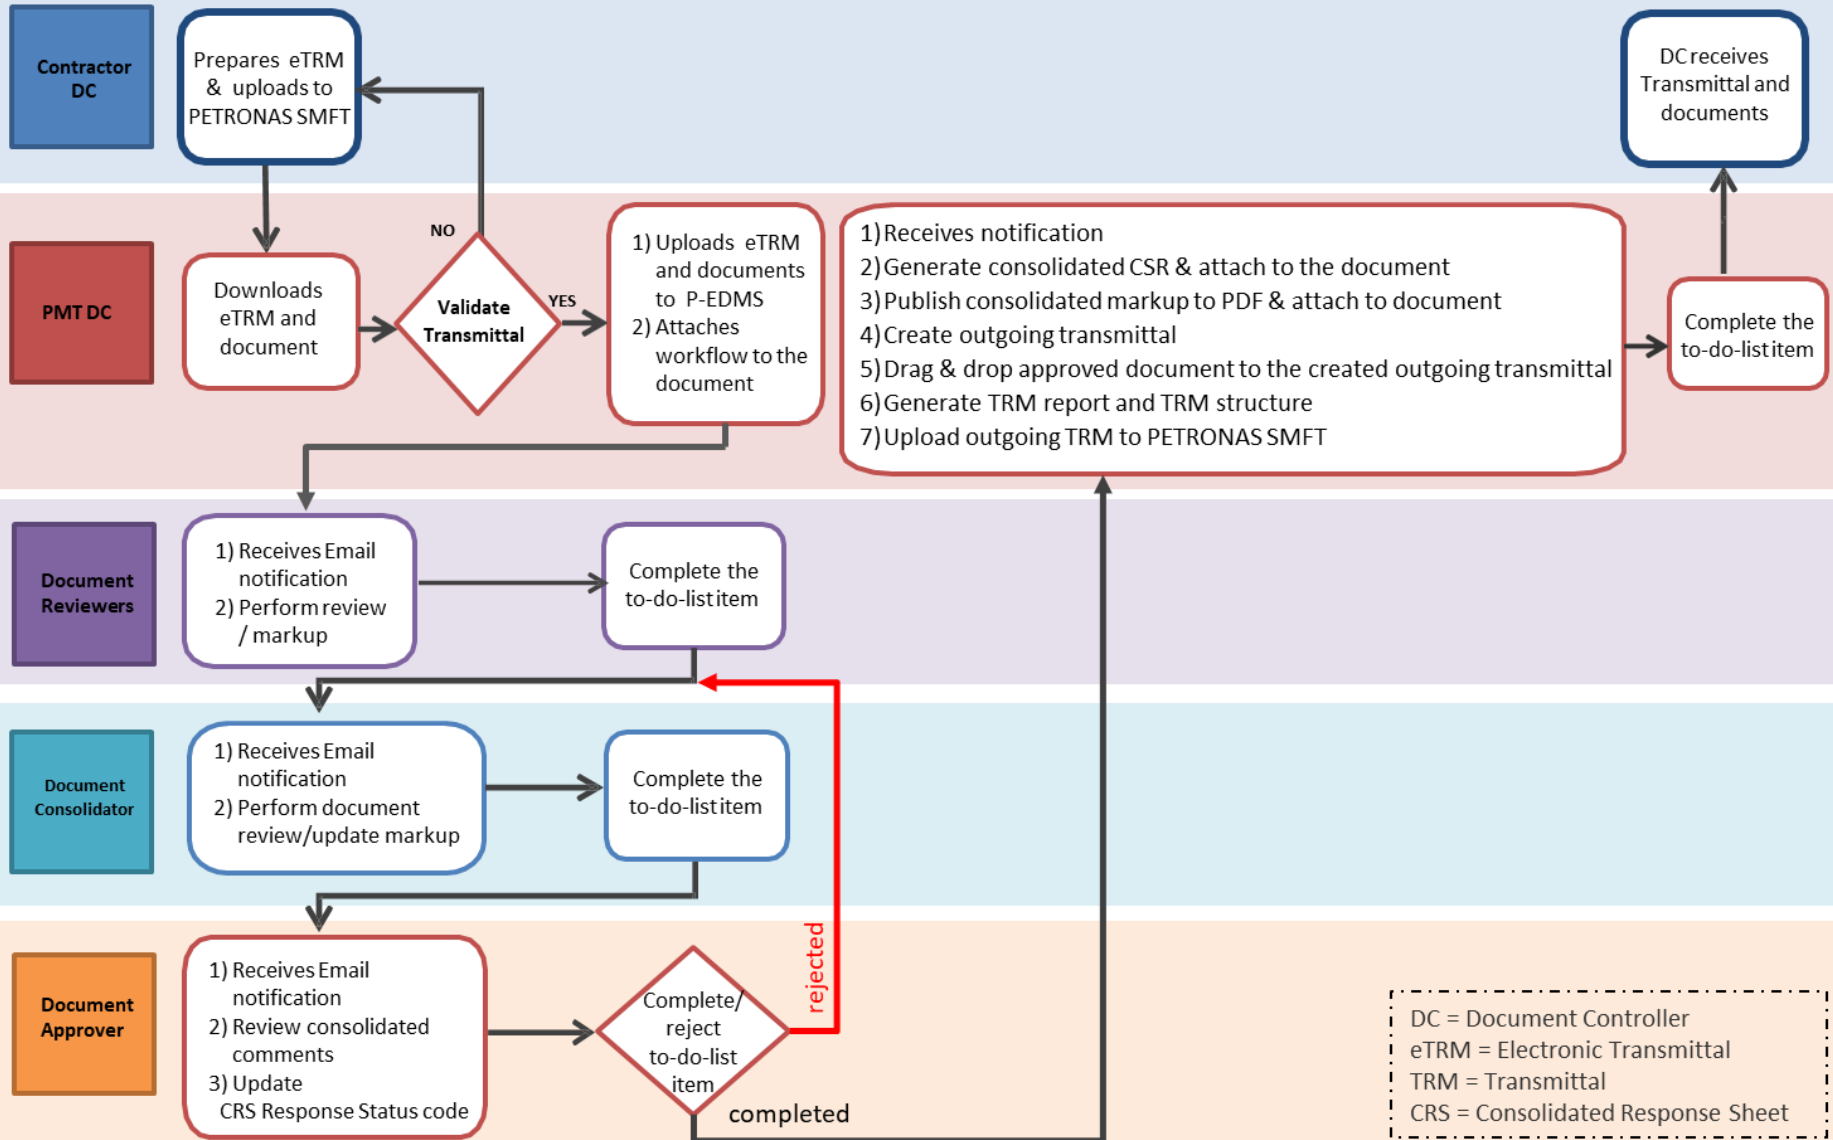 Contractor
DC
Prepares eTRM
& uploads to
PETRONAS SMFT
DC receives
Transmittal and
documents
PMT DC
Downloads
eTRM and
document
NO
Validate
Transmittal
YES
1) Uploads eTRM
and documents
to P-EDMS
2) Attaches
workflow to the
document
1) Receives notification
2) Generate consolidated CSR & attach to the document
3) Publish consolidated markup to PDF & attach to document
4) Create outgoing transmittal
5) Drag & drop approved document to the created outgoing transmittal
6) Generate TRM report and TRM structure
7) Upload outgoing TRM to PETRONAS SMFT
Complete the
to-do-list item
Document
Reviewers
1) Receives Email
notification
2) Perform review
/ markup
Complete the
to-do-list item
Document
Consolidator
1) Receives Email
notification
2) Perform document
review/update markup
Complete the
to-do-list item
Document
Approver
1) Receives Email
notification
2) Review consolidated
comments
3) Update
CRS Response Status code
Complete/
reject
to-do-list
item
rejected
completed
DC = Document Controller
eTRM = Electronic Transmittal
TRM = Transmittal
CRS = Consolidated Response Sheet